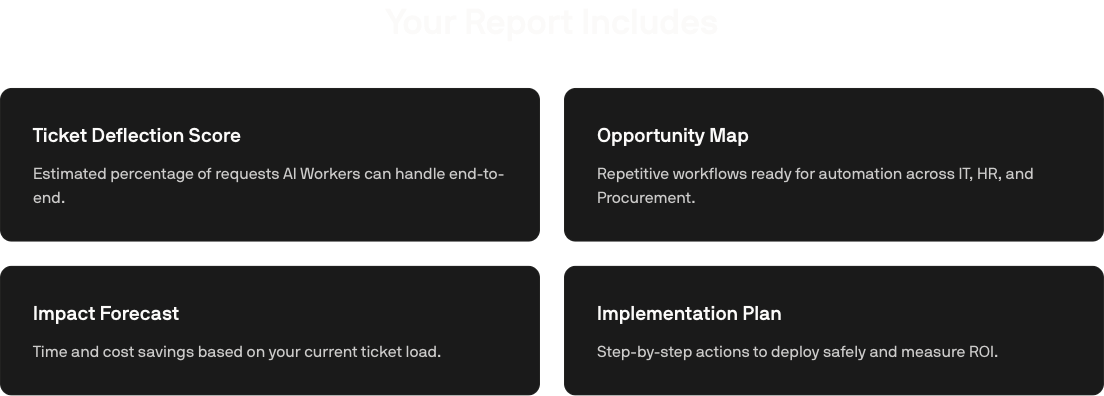 Your Report Includes
Ticket Deflection Score
Estimated percentage of requests AI Workers can handle end-to-
end.
Opportunity Map
Repetitive workflows ready for automation across IT, HR, and
Procurement.
Impact Forecast
Time and cost savings based on your current ticket load.
Implementation Plan
Step-by-step actions to deploy safely and measure ROI.